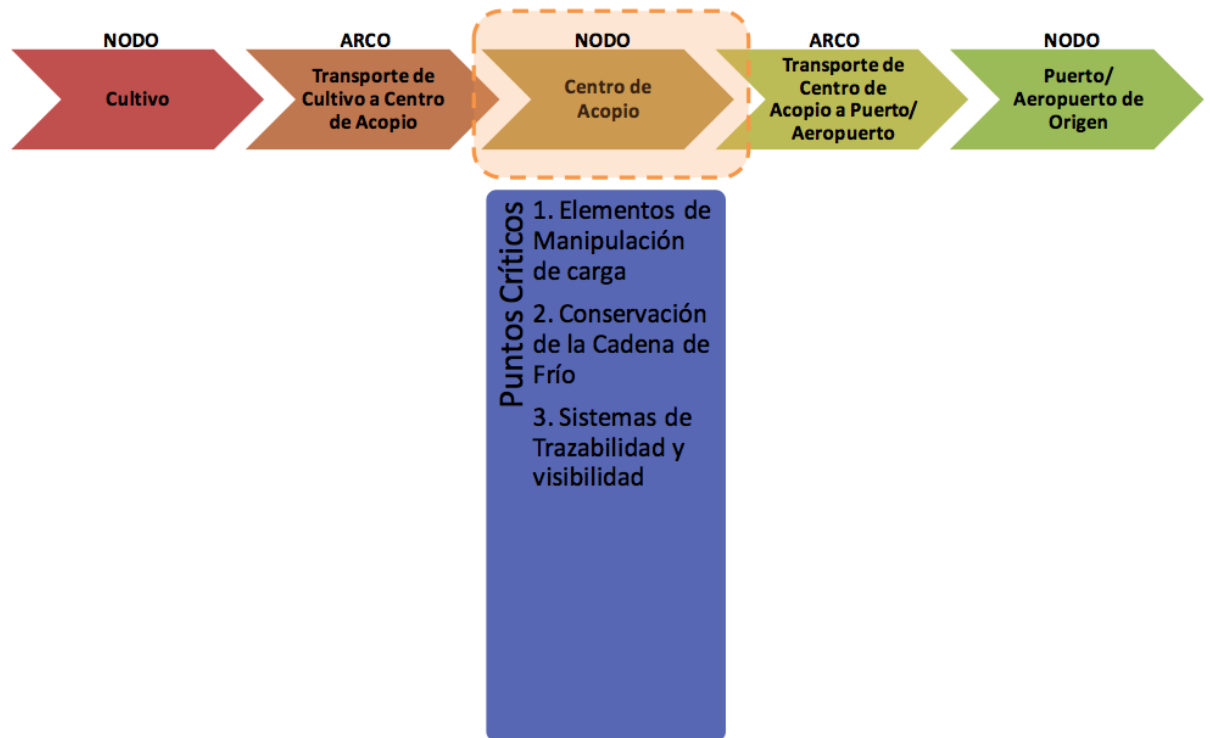 NODO
Cultivo
ARCO
Transporte de
Cultivo a Centro
de Acopio
NODO
Centro de
Acopio
ARCO
Transporte de
Centro de
Acopio a Puerto/
Aeropuerto
NODO
Puerto/
Aeropuerto de
Origen
Puntos Críticos
1. Elementos de
Manipulación
de carga
2. Conservación
de la Cadena de
Frío
3. Sistemas de
Trazabilidad y
visibilidad